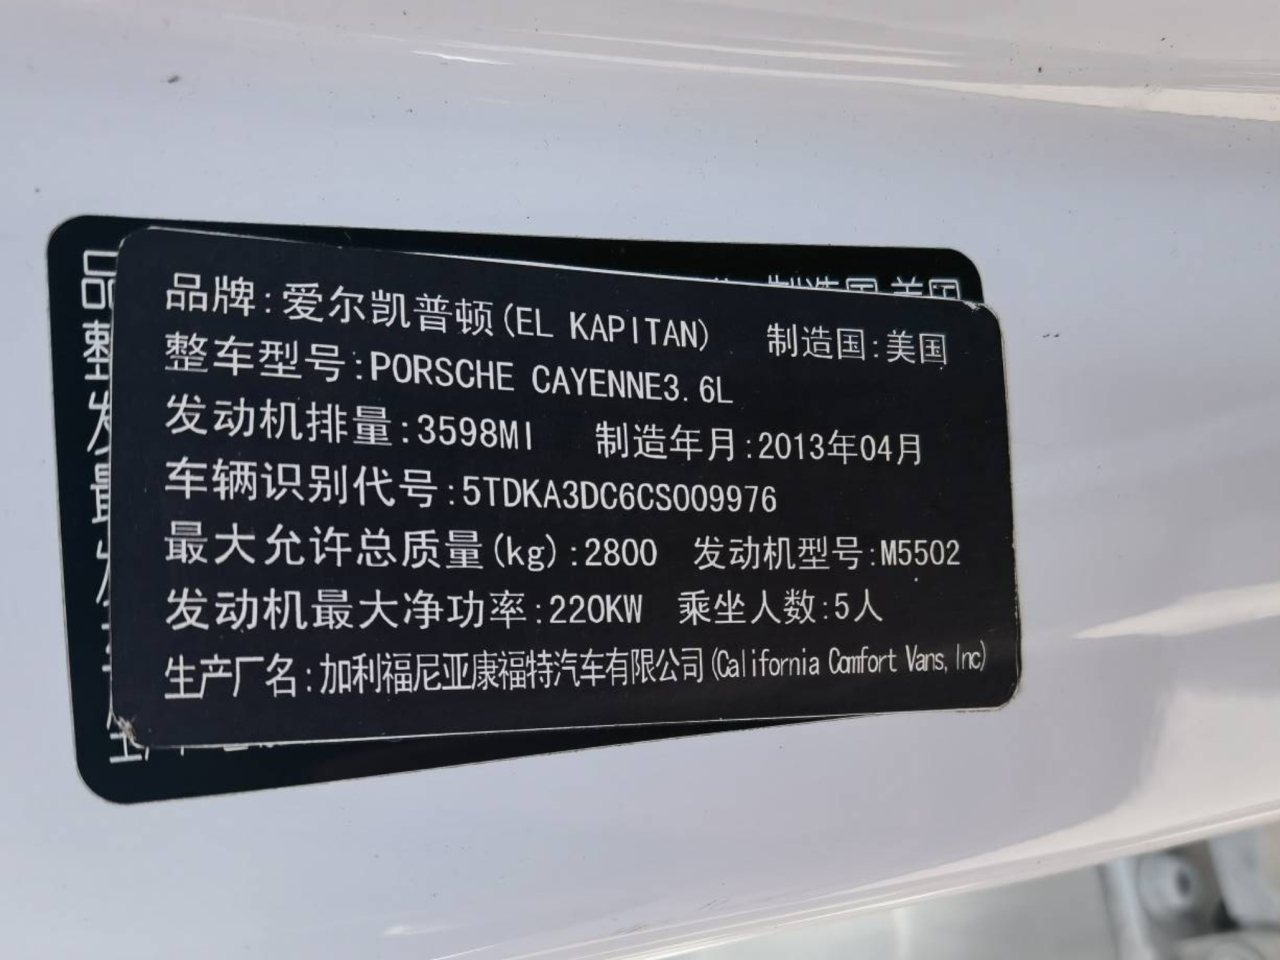 品牌:爱尔凯普顿(EL KAPITAN) 制造国:美国
整车型号:PORSCHE CAYENNE3.6L
发动机排量:3598Ml 制造年月:2013年04月
车辆识别代号:5TDKA3DC6CS009976
最大允许总质量(kg):2800 发动机型号:M5502
发动机最大净功率:220KW 乘坐人数:5人
生产厂名:加利福尼亚康福特汽车有限公司(California Comfort Vans, Inc)